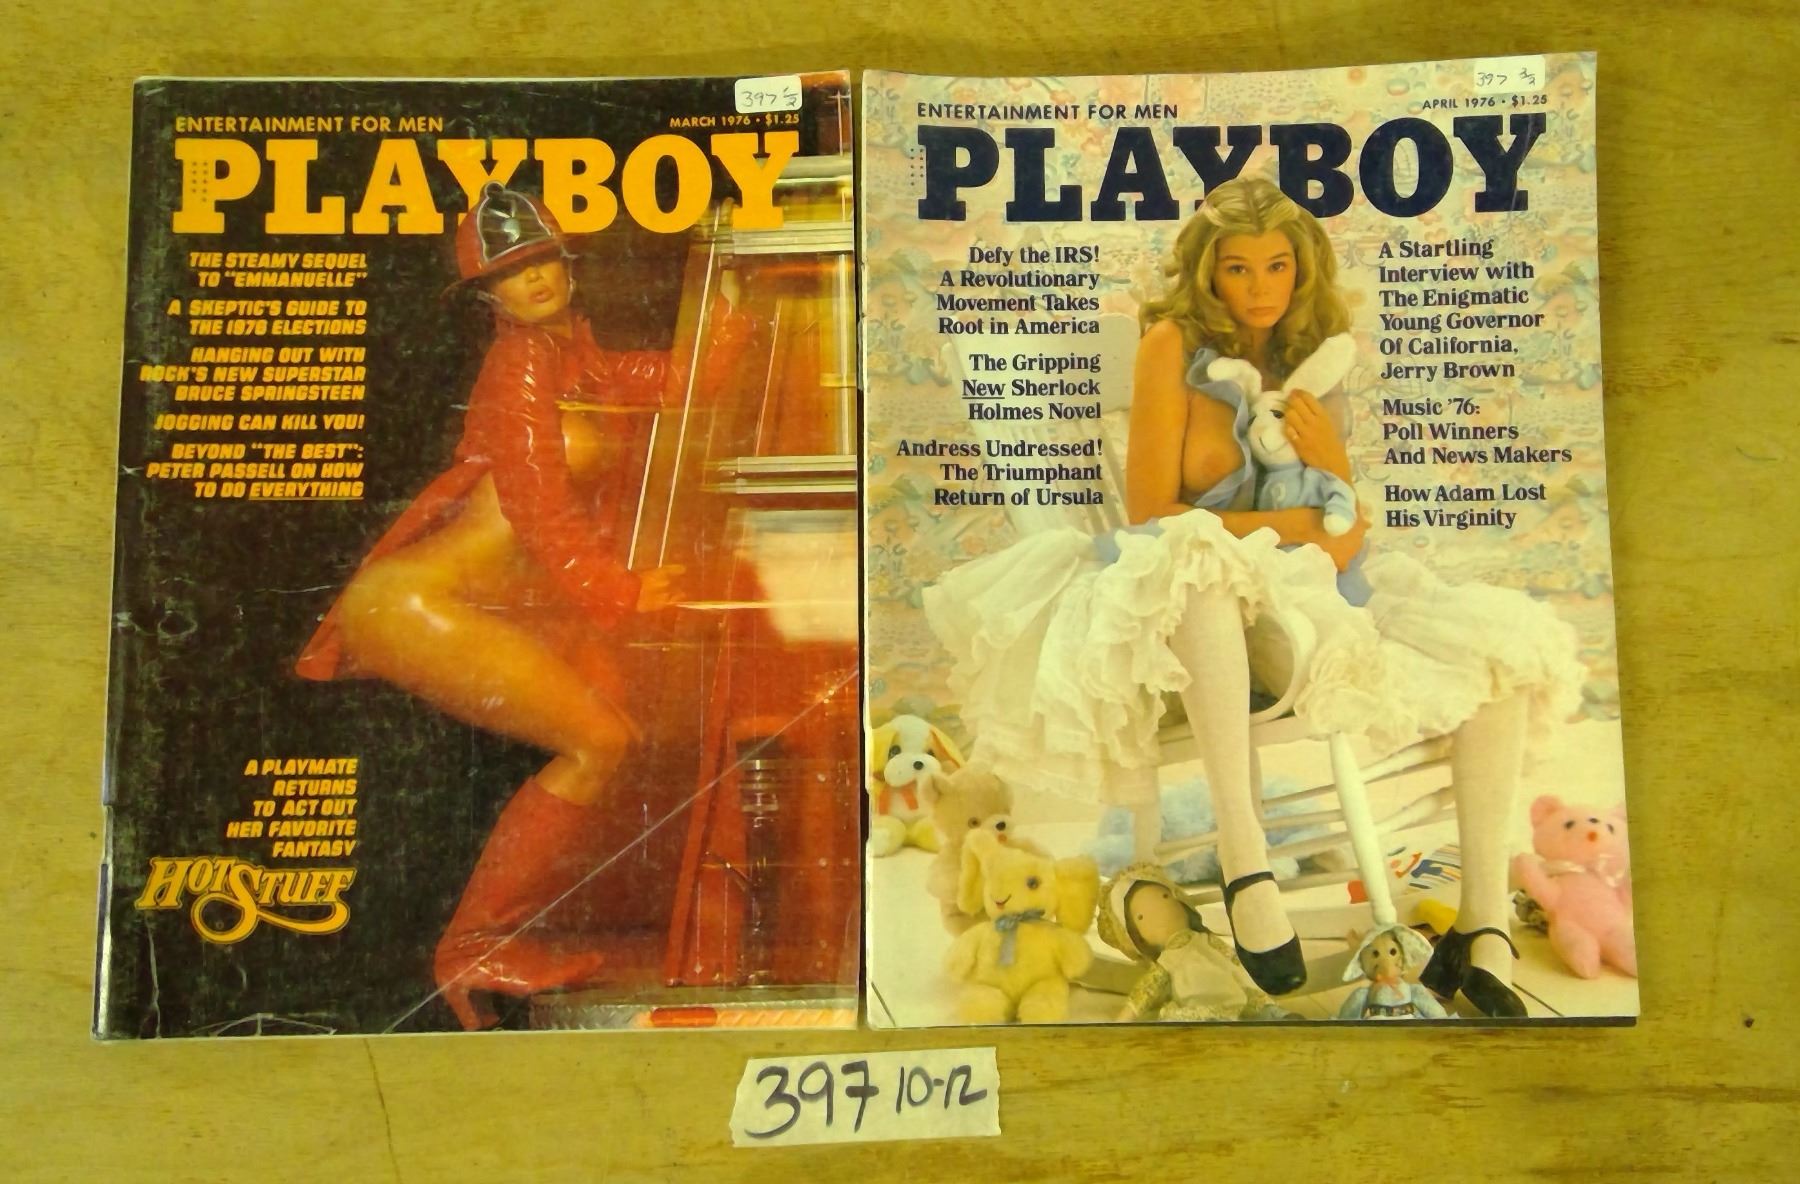 397 1/2
ENTERTAINMENT FOR MEN
MARCH 1976 • $1.25
PLAYBOY
THE STEAMY SEQUEL
TO "EMMANUELLE"
A SKEPTIC'S GUIDE TO
THE 1976 ELECTIONS
HANGING OUT WITH
ROCK'S NEW SUPERSTAR
BRUCE SPRINGSTEEN
JOGGING CAN KILL YOU!
BEYOND "THE BEST":
PETER PASSELL ON HOW
TO DO EVERYTHING
A PLAYMATE
RETURNS
TO ACT OUT
HER FAVORITE
FANTASY
HOT STUFF
397 3/2
ENTERTAINMENT FOR MEN
APRIL 1976 • $1.25
PLAYBOY
Defy the IRS!
A Revolutionary
Movement Takes
Root in America
The Gripping
New Sherlock
Holmes Novel
Andress Undressed!
The Triumphant
Return of Ursula
A Startling
Interview with
The Enigmatic
Young Governor
Of California,
Jerry Brown
Music '76:
Poll Winners
And News Makers
How Adam Lost
His Virginity
397 10-12